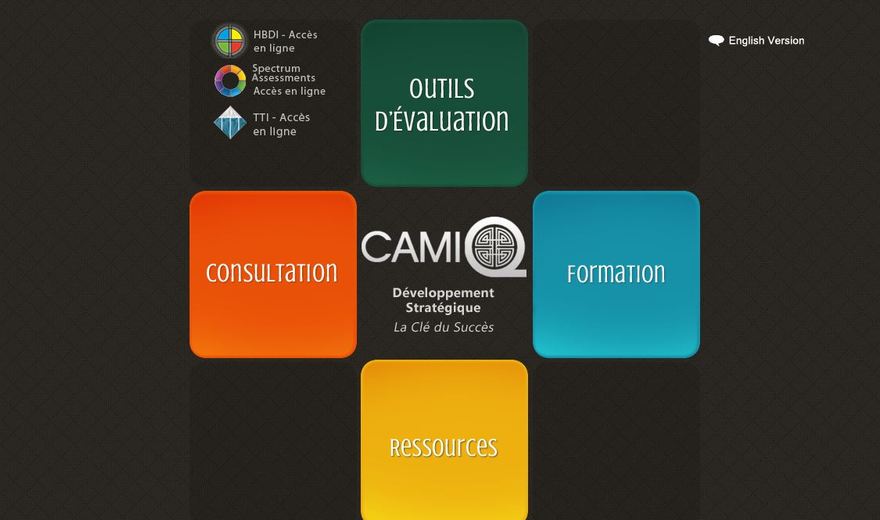 HBDI - Accès
en ligne
Spectrum
Assessments
Accès en ligne
TTI - Accès
en ligne
OUTILS
D'ÉVALUATION
English Version
CONSULTATION
CAMIQ
Développement
Stratégique
La Clé du Succès
FORMATION
RESSOURCES